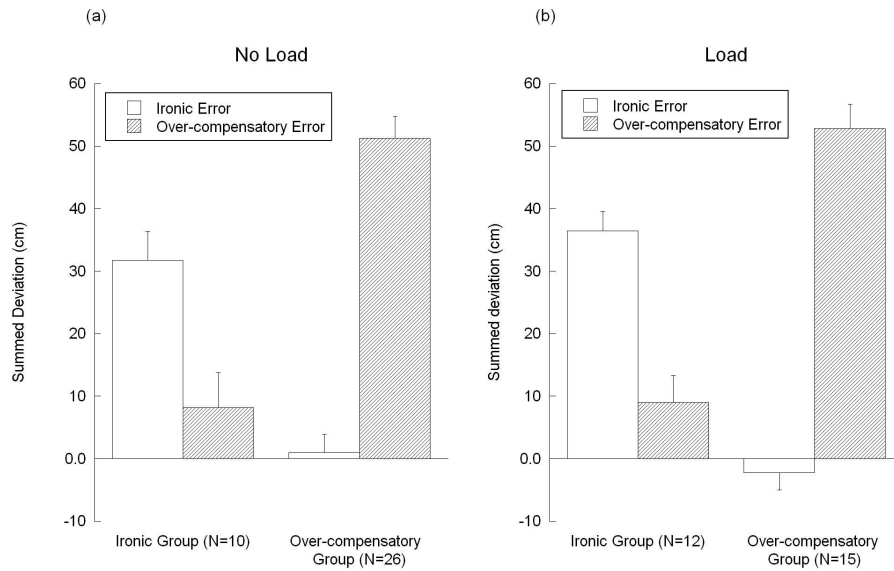 (a)
No Load
60
50
40
30
20
10
0.0
-10
Summed Deviation (cm)
Ironic Error
Over-compensatory Error
Ironic Group (N=10)
Over-compensatory
Group (N=26)
(b)
Load
60
50
40
30
20
10
0.0
-10
Summed deviation (cm)
Ironic Error
Over-compensatory Error
Ironic Group (N=12)
Over-compensatory
Group (N=15)